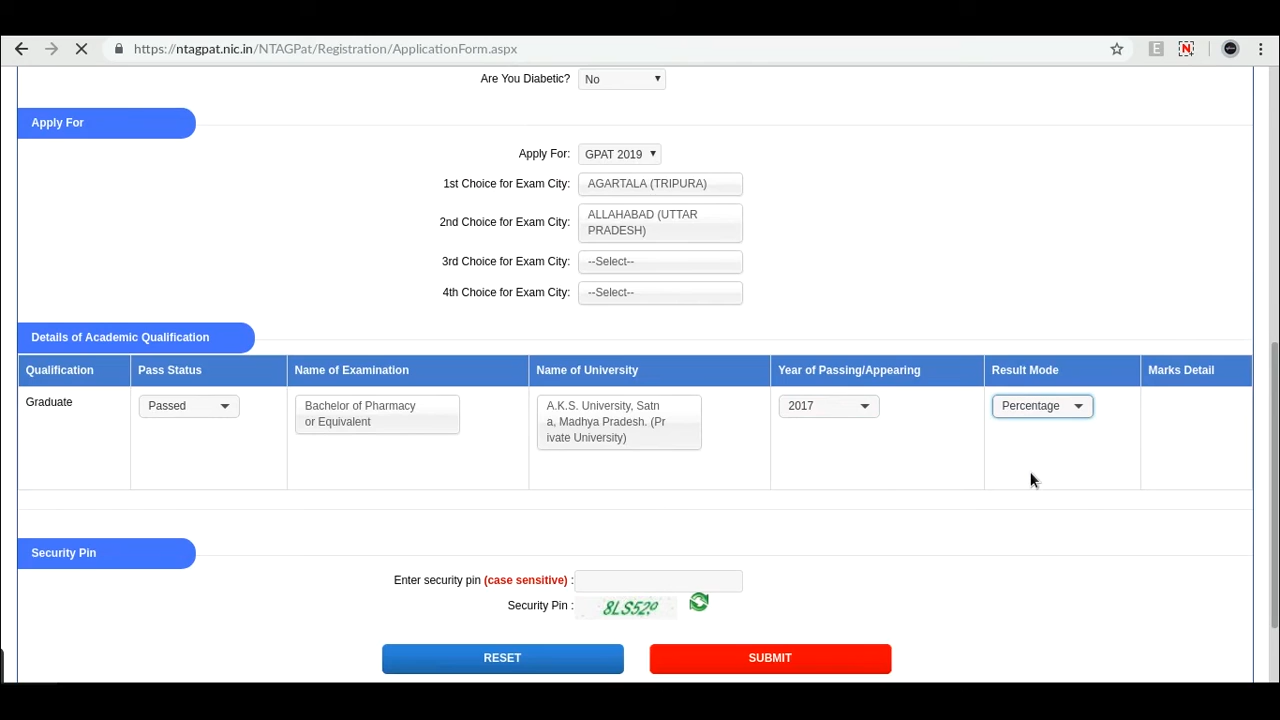 https://ntagpat.nic.in/NTAGPat/Registration/ApplicationForm.aspx
E
N
Are You Diabetic? No
Apply For
Apply For: GPAT 2019
1st Choice for Exam City: AGARTALA (TRIPURA)
2nd Choice for Exam City: ALLAHABAD (UTTAR
PRADESH)
3rd Choice for Exam City: --Select--
4th Choice for Exam City: --Select--
Details of Academic Qualification
Qualification Pass Status Name of Examination Name of University Year of Passing/Appearing Result Mode Marks Detail
Graduate Passed Bachelor of Pharmacy A.K.S. University, Satn 2017 Percentage
or Equivalent a, Madhya Pradesh. (Pr
ivate University)
Security Pin
Enter security pin (case sensitive) :
Security Pin :
RESET SUBMIT